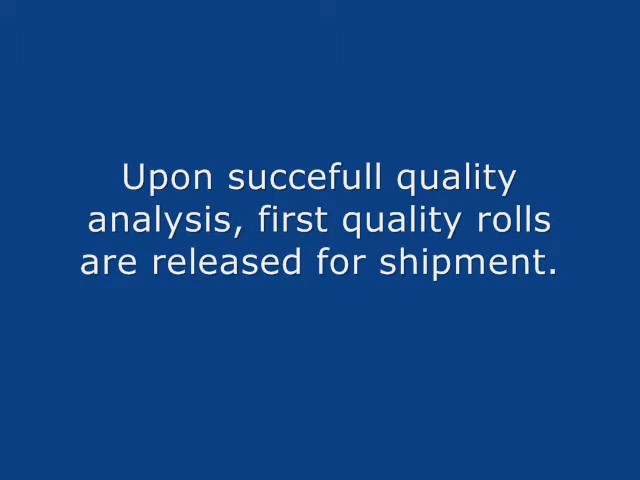 Upon succefull quality
analysis, first quality rolls
are released for shipment.